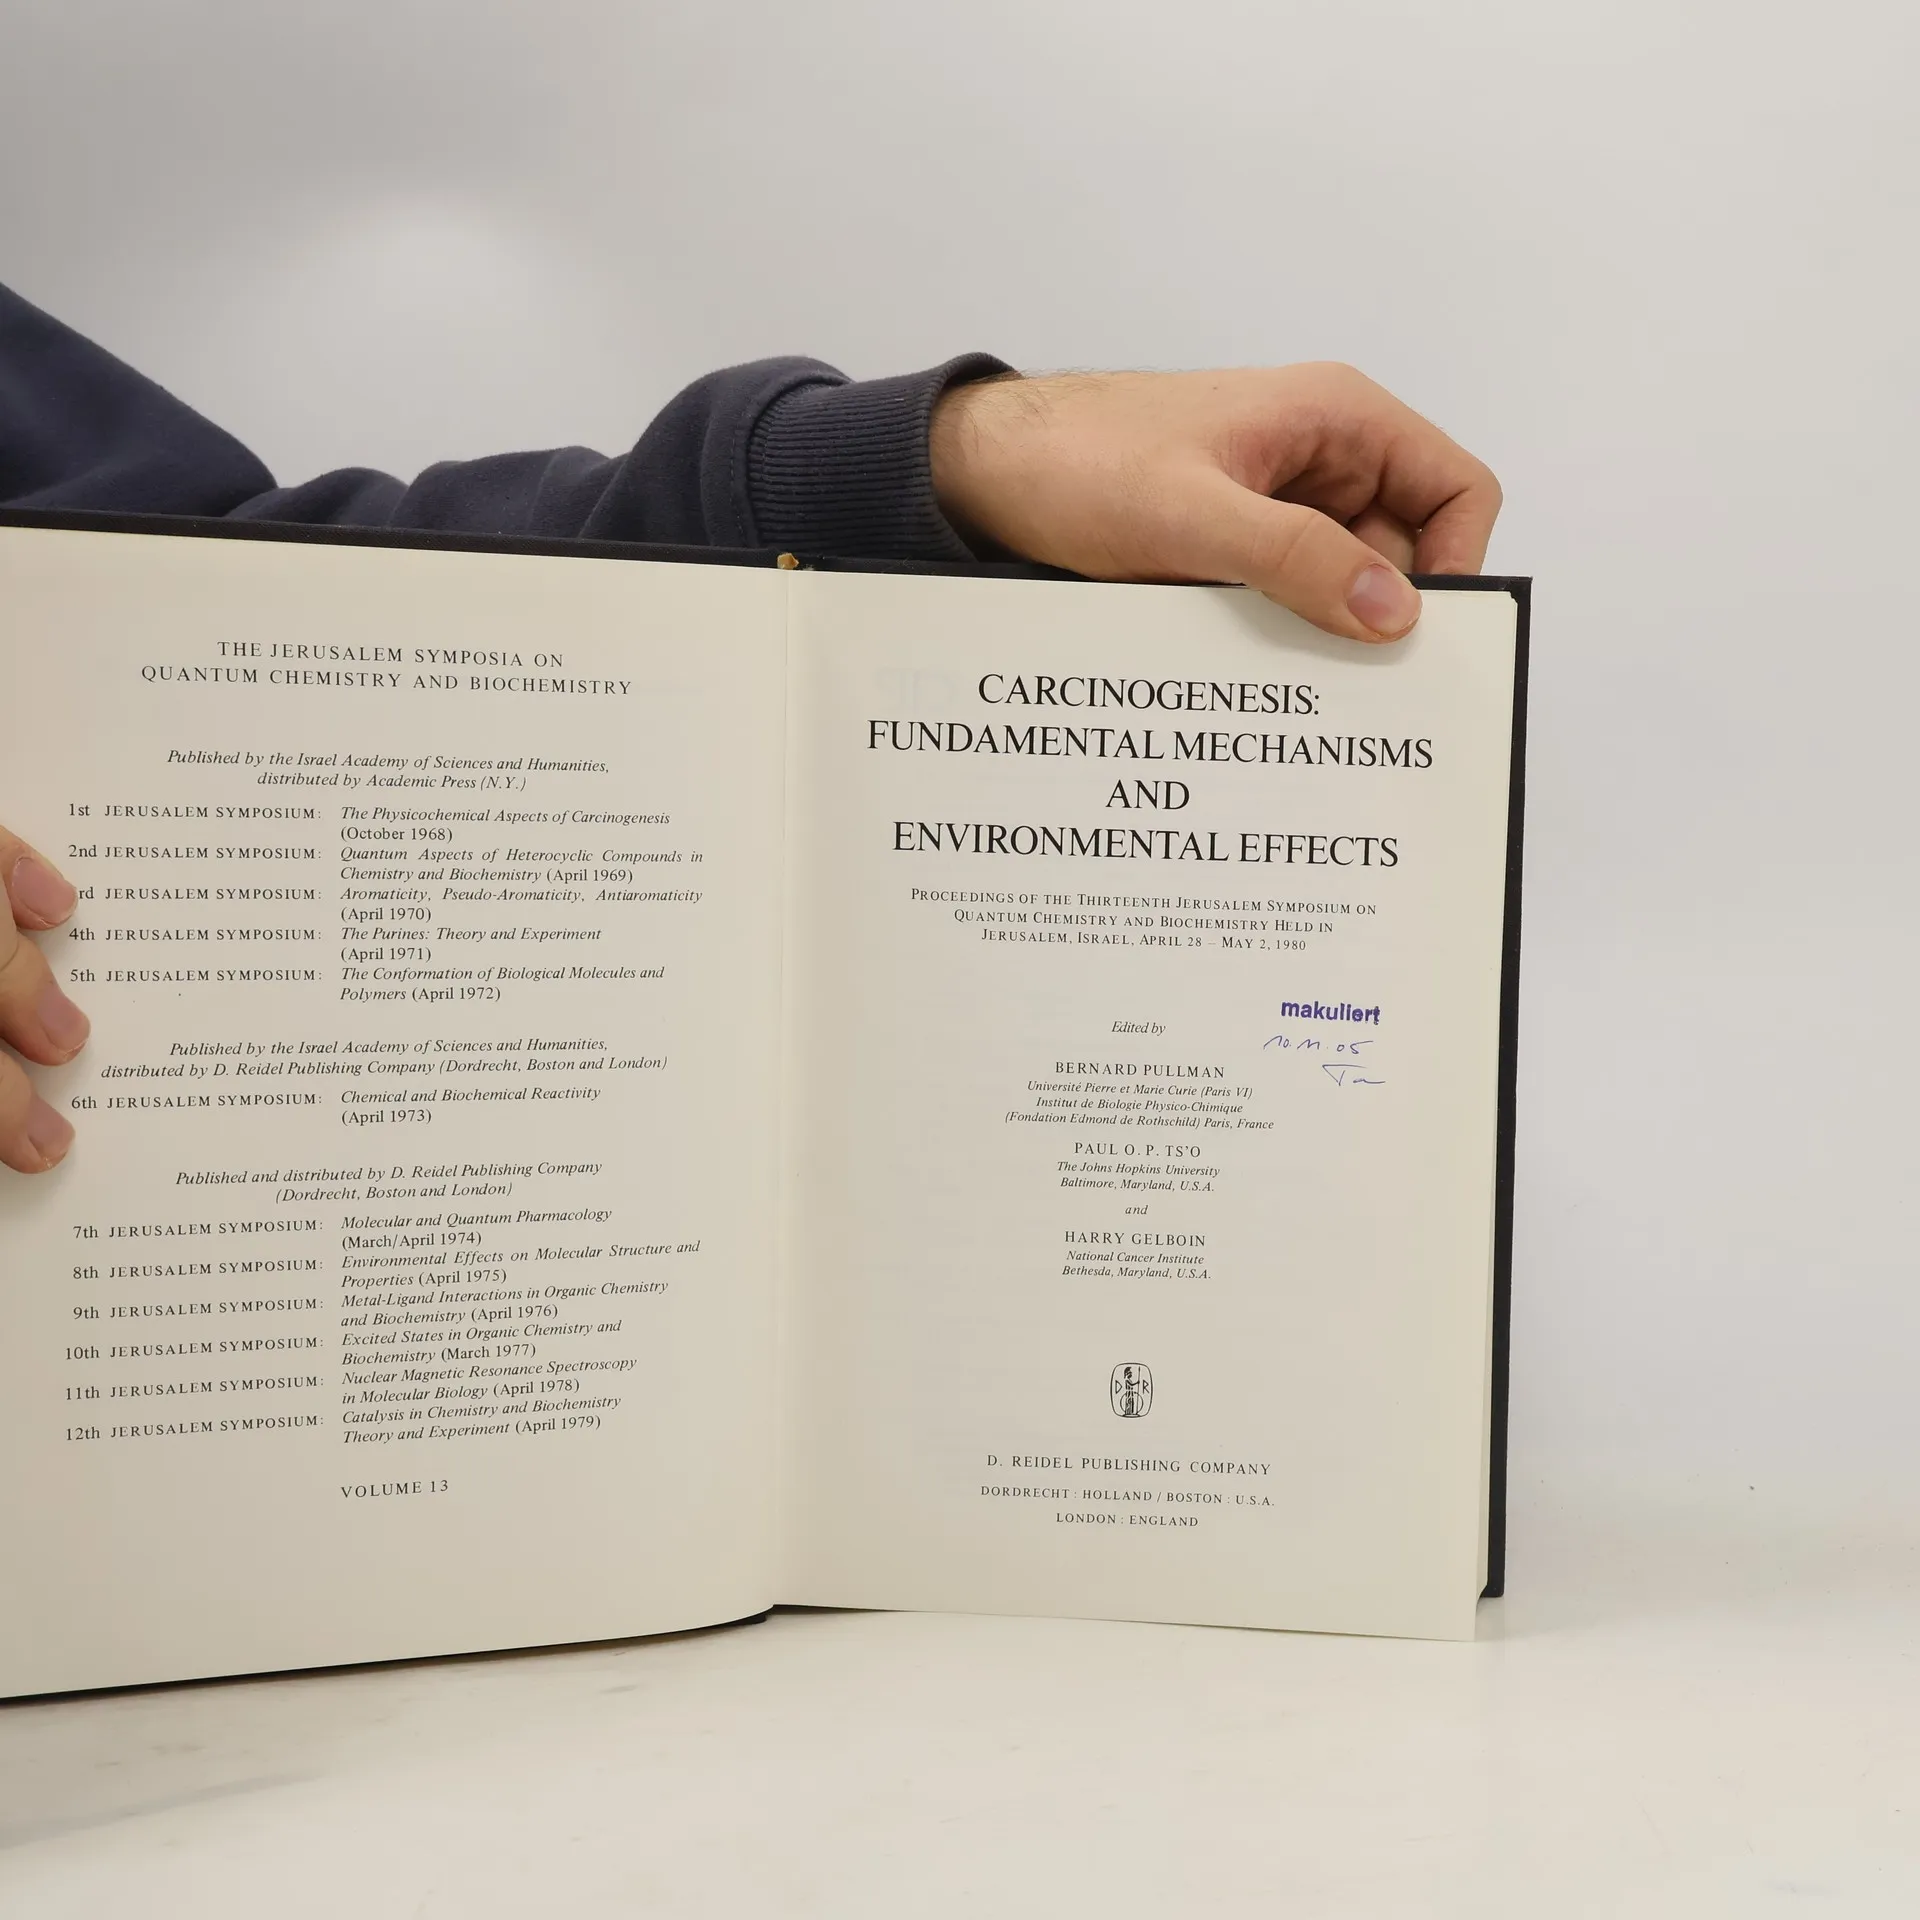 THE JERUSALEM SYMPOSIA ON
QUANTUM CHEMISTRY AND BIOCHEMISTRY
Published by the Israel Academy of Sciences and Humanities,
distributed by Academic Press (N.Y.)
1st JERUSALEM SYMPOSIUM: The Physicochemical Aspects of Carcinogenesis
(October 1968)
2nd JERUSALEM SYMPOSIUM: Quantum Aspects of Heterocyclic Compounds in
Chemistry and Biochemistry (April 1969)
rd JERUSALEM SYMPOSIUM: Aromaticity, Pseudo-Aromaticity, Antiaromaticity
(April 1970)
4th JERUSALEM SYMPOSIUM: The Purines: Theory and Experiment
(April 1971)
5th JERUSALEM SYMPOSIUM: The Conformation of Biological Molecules and
Polymers (April 1972)
Published by the Israel Academy of Sciences and Humanities,
distributed by D. Reidel Publishing Company (Dordrecht, Boston and London)
6th JERUSALEM SYMPOSIUM: Chemical and Biochemical Reactivity
(April 1973)
Published and distributed by D. Reidel Publishing Company
(Dordrecht, Boston and London)
7th JERUSALEM SYMPOSIUM: Molecular and Quantum Pharmacology
(March/April 1974)
8th JERUSALEM SYMPOSIUM: Environmental Effects on Molecular Structure and
Properties (April 1975)
9th JERUSALEM SYMPOSIUM: Metal-Ligand Interactions in Organic Chemistry
and Biochemistry (April 1976)
10th JERUSALEM SYMPOSIUM: Excited States in Organic Chemistry and
Biochemistry (March 1977)
11th JERUSALEM SYMPOSIUM: Nuclear Magnetic Resonance Spectroscopy
in Molecular Biology (April 1978)
12th JERUSALEM SYMPOSIUM: Catalysis in Chemistry and Biochemistry
Theory and Experiment (April 1979)
VOLUME 13
CARCINOGENESIS:
FUNDAMENTAL MECHANISMS
AND
ENVIRONMENTAL EFFECTS
PROCEEDINGS OF THE THIRTEENTH JERUSALEM SYMPOSIUM ON
QUANTUM CHEMISTRY AND BIOCHEMISTRY HELD IN
JERUSALEM, ISRAEL, APRIL 28 – MAY 2, 1980
makuliert
10.11.05
Edited by
BERNARD PULLMAN
Université Pierre et Marie Curie (Paris VI)
Institut de Biologie Physico-Chimique
(Fondation Edmond de Rothschild) Paris, France
PAUL O. P. TS'O
The Johns Hopkins University
Baltimore, Maryland, U.S.A.
and
HARRY GELBOIN
National Cancer Institute
Bethesda, Maryland, U.S.A.
D R
D. REIDEL PUBLISHING COMPANY
DORDRECHT : HOLLAND / BOSTON : U.S.A.
LONDON : ENGLAND